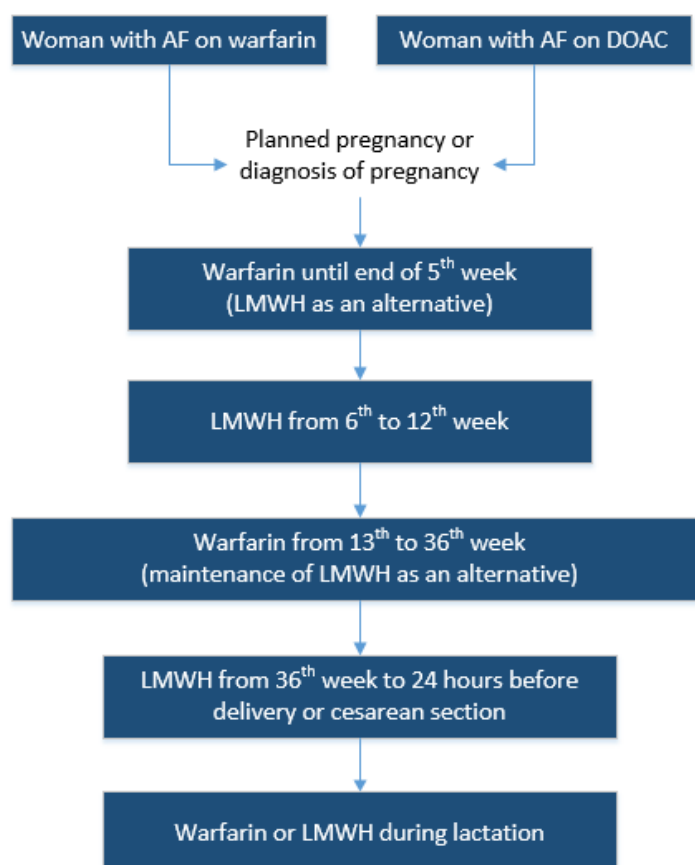 Woman with AF on warfarin
Woman with AF on DOAC
Planned pregnancy or
diagnosis of pregnancy
Warfarin until end of 5th week
(LMWH as an alternative)
LMWH from 6th to 12th week
Warfarin from 13th to 36th week
(maintenance of LMWH as an alternative)
LMWH from 36th week to 24 hours before
delivery or cesarean section
Warfarin or LMWH during lactation